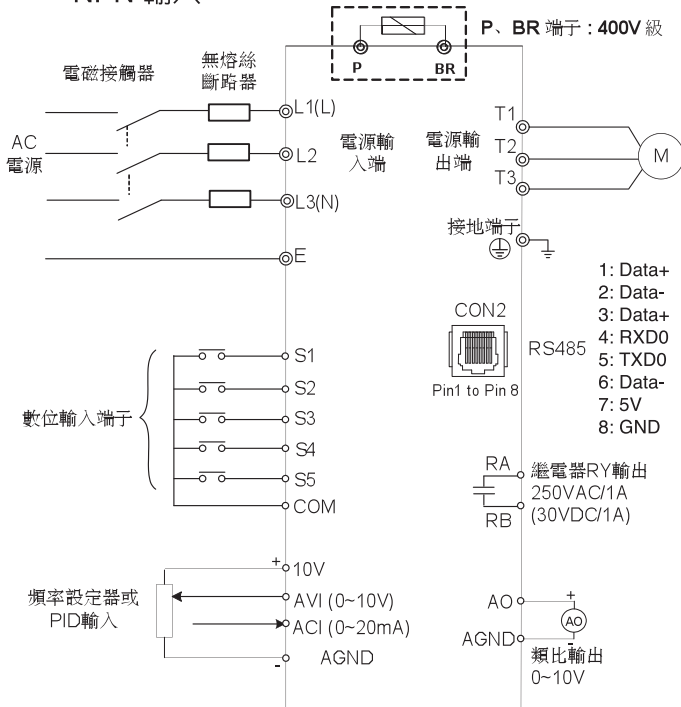 NPN 輸入
P、BR 端子 : 400V 級
P
BR
電磁接觸器
無熔絲
斷路器
AC
電源
L1(L)
L2
L3(N)
E
電源輸
入端
電源輸
出端
T1
T2
T3
M
接地端子
CON2
RS485
Pin1 to Pin 8
1: Data+
2: Data-
3: Data+
4: RXD0
5: TXD0
6: Data-
7: 5V
8: GND
數位輸入端子
S1
S2
S3
S4
S5
COM
RA
RB
繼電器RY輸出
250VAC/1A
(30VDC/1A)
頻率設定器或
PID輸入
+
10V
AVI (0~10V)
ACI (0~20mA)
-
AGND
AO
AGND
+
AO
-
類比輸出
0~10V